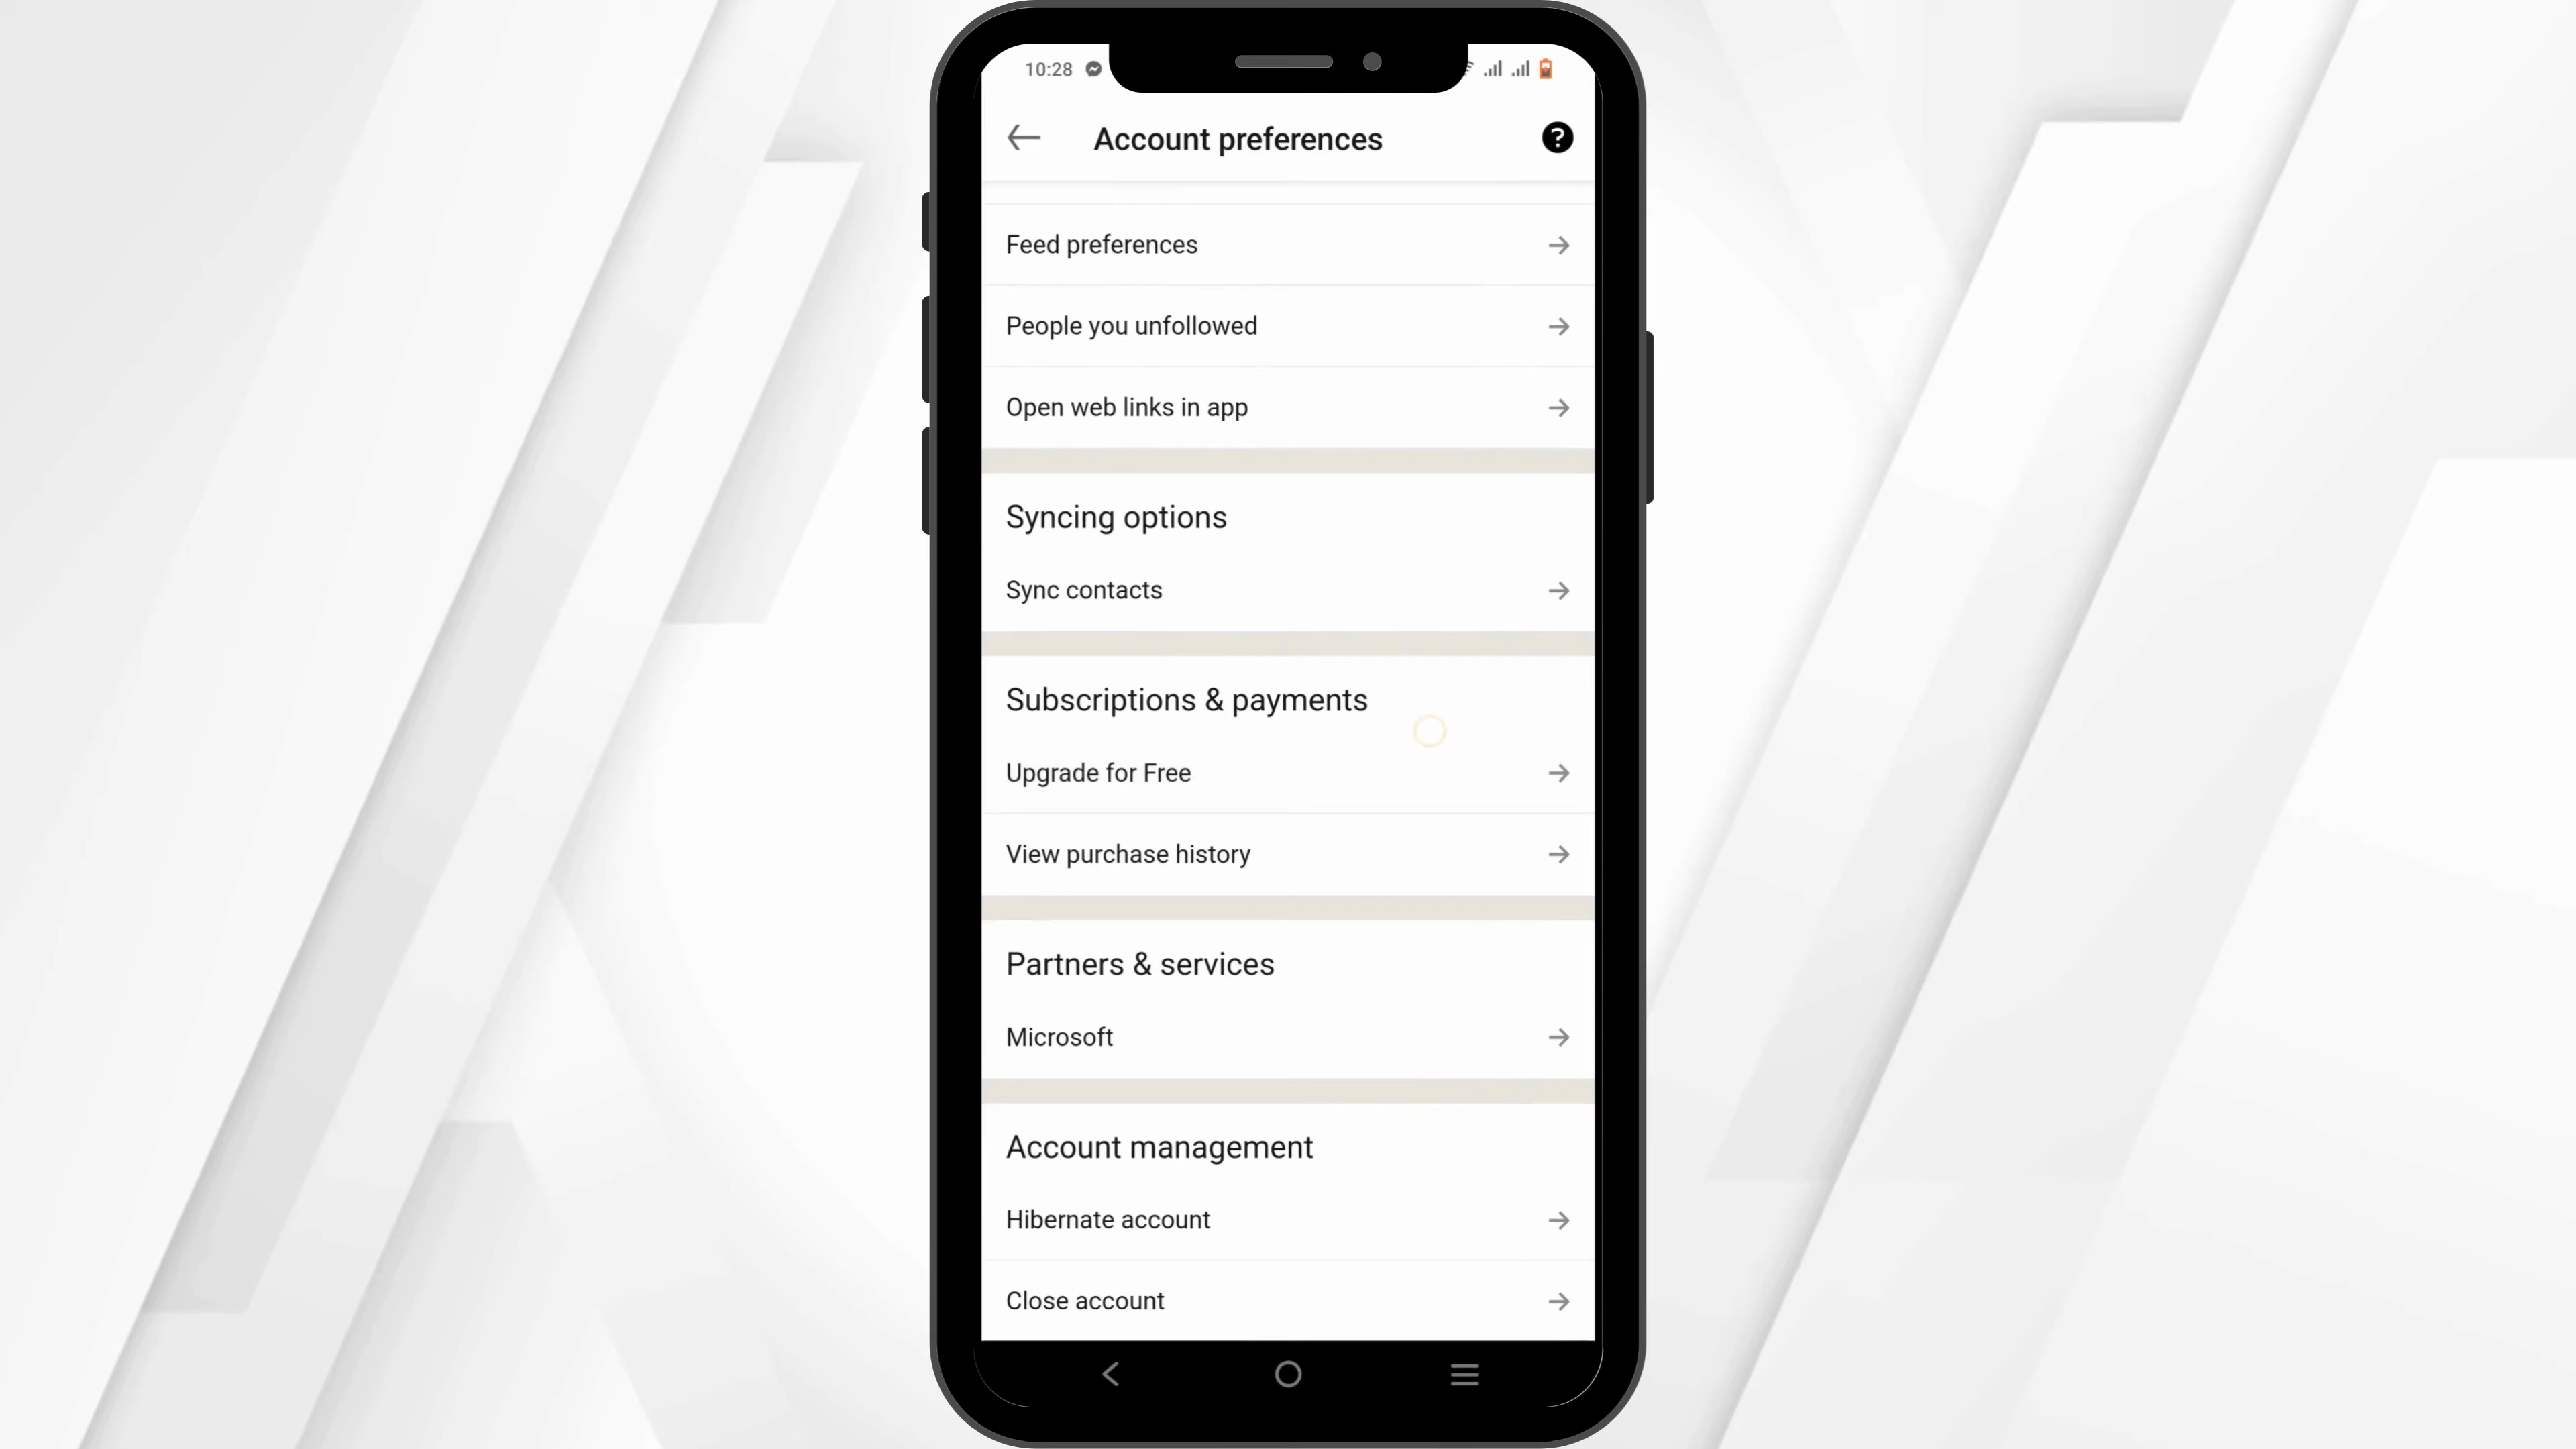 10:28
Account preferences
?
Feed preferences
People you unfollowed
Open web links in app
Syncing options
Sync contacts
Subscriptions & payments
Upgrade for Free
View purchase history
Partners & services
Microsoft
Account management
Hibernate account
Close account